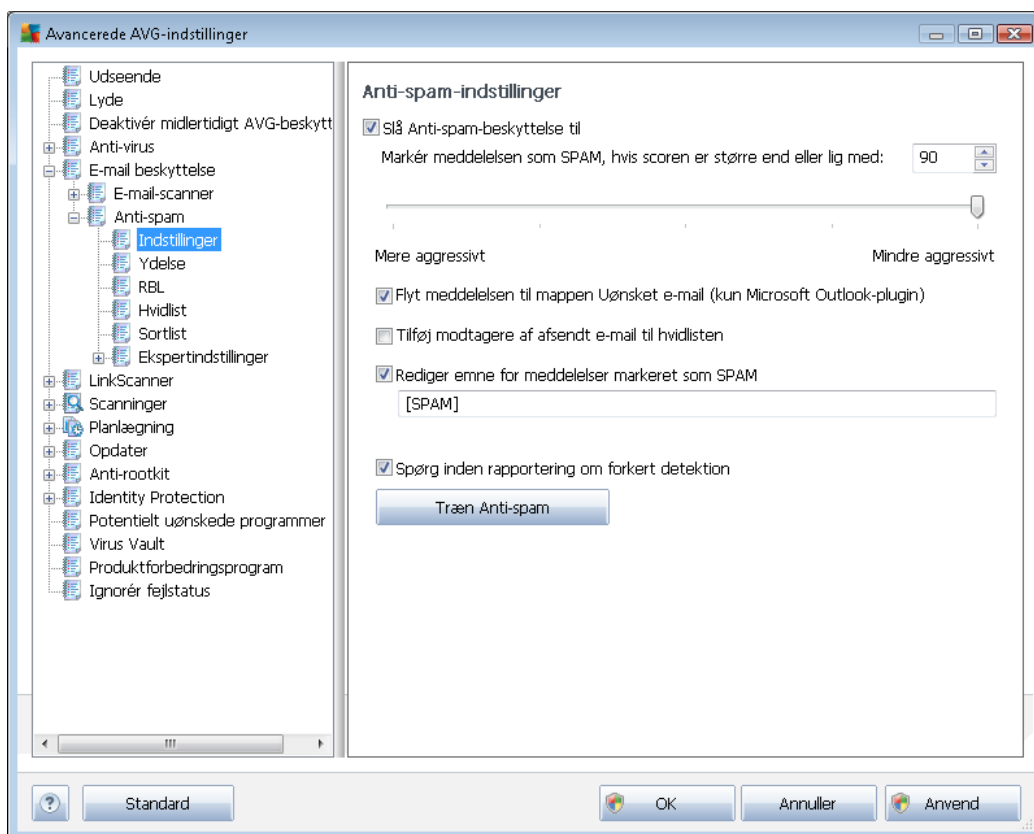 Avancerede AVG-indstillinger
Udseende
Lyde
Deaktivér midlertidigt AVG-beskytt
Anti-virus
E-mail beskyttelse
E-mail-scanner
Anti-spam
Indstillinger
Ydelse
RBL
Hvidlist
Sortlist
Ekspertindstillinger
LinkScanner
Scanninger
Planlægning
Opdater
Anti-rootkit
Identity Protection
Potentielt uønskede programmer
Virus Vault
Produktforbedringsprogram
Ignorér fejlstatus
Anti-spam-indstillinger
Slå Anti-spam-beskyttelse til
Markér meddelelsen som SPAM, hvis scoren er større end eller lig med: 90
Mere aggressivt Mindre aggressivt
Flyt meddelelsen til mappen Uønsket e-mail (kun Microsoft Outlook-plugin)
Tilføj modtagere af afsendt e-mail til hvidlisten
Rediger emne for meddelelser markeret som SPAM
[SPAM]
Spørg inden rapportering om forkert detektion
Træn Anti-spam
? Standard OK Annuller Anvend